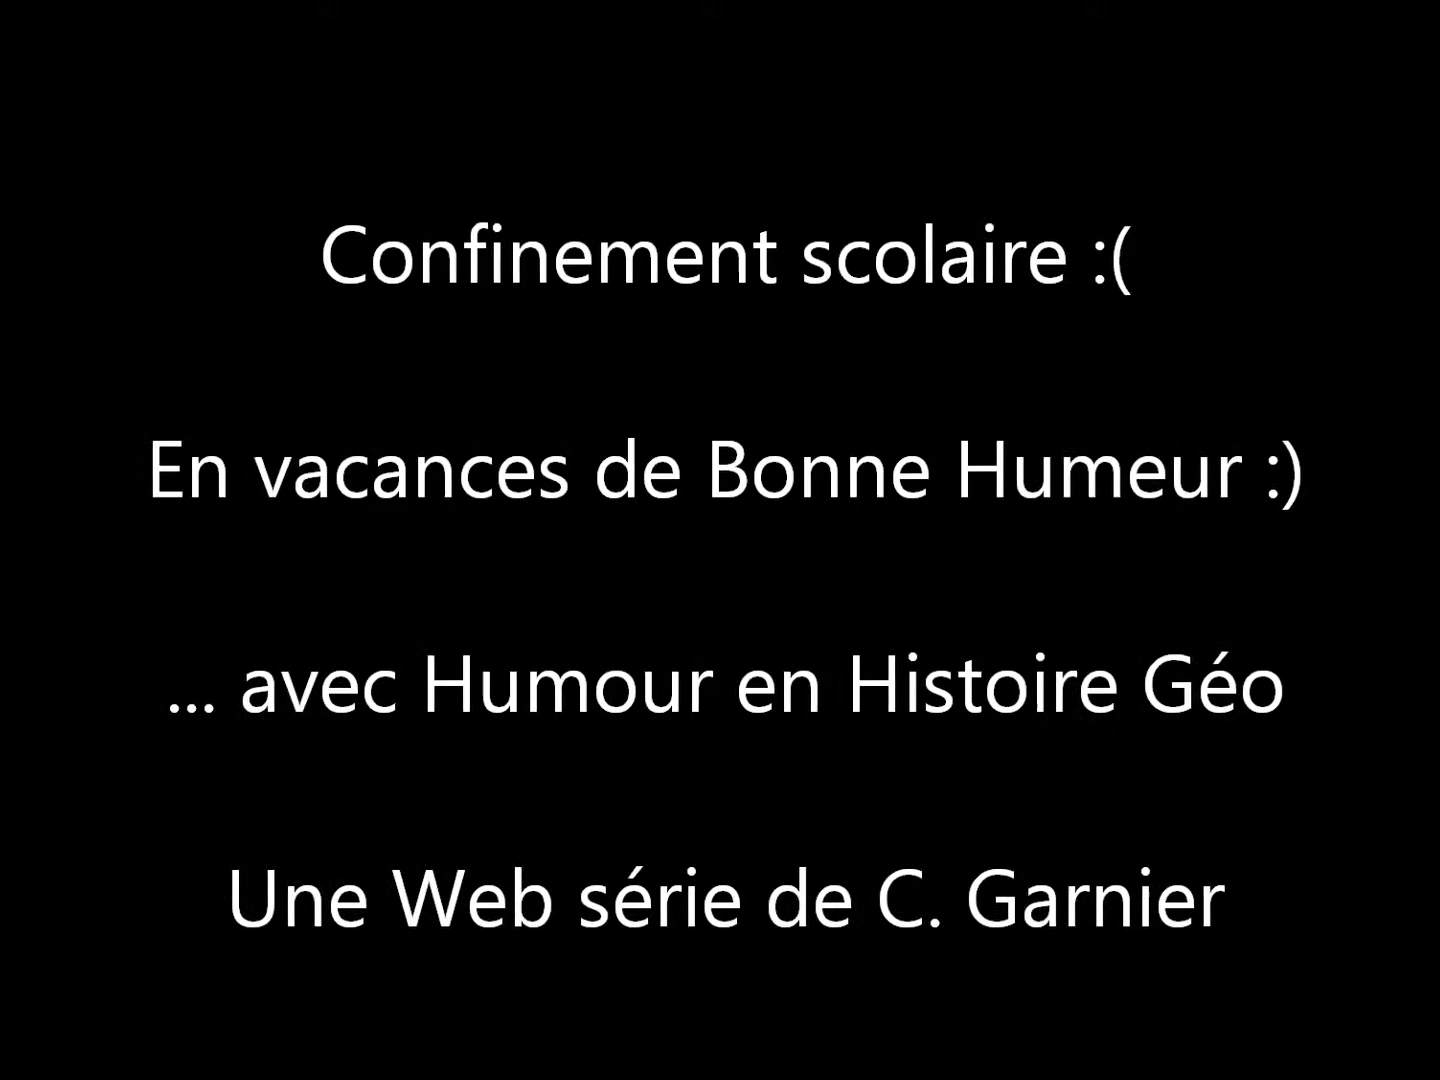 Confinement scolaire :(
En vacances de Bonne Humeur :)
... avec Humour en Histoire Géo
Une Web série de C. Garnier